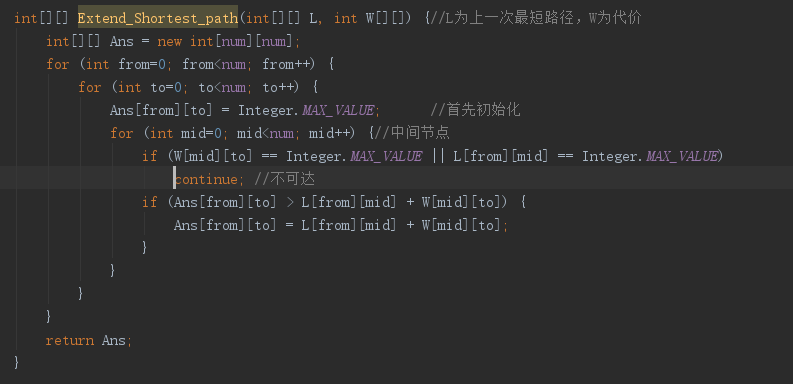 int[][] Extend_Shortest_path(int[][] L, int W[][]) {//L为上一次最短路径，W为代价
    int[][] Ans = new int[num][num];
    for (int from=0; from<num; from++) {
        for (int to=0; to<num; to++) {
            Ans[from][to] = Integer.MAX_VALUE;      //首先初始化
            for (int mid=0; mid<num; mid++) {//中间节点
                if (W[mid][to] == Integer.MAX_VALUE || L[from][mid] == Integer.MAX_VALUE)
                    continue; //不可达
                if (Ans[from][to] > L[from][mid] + W[mid][to]) {
                    Ans[from][to] = L[from][mid] + W[mid][to];
                }
            }
        }
    }
    return Ans;
}